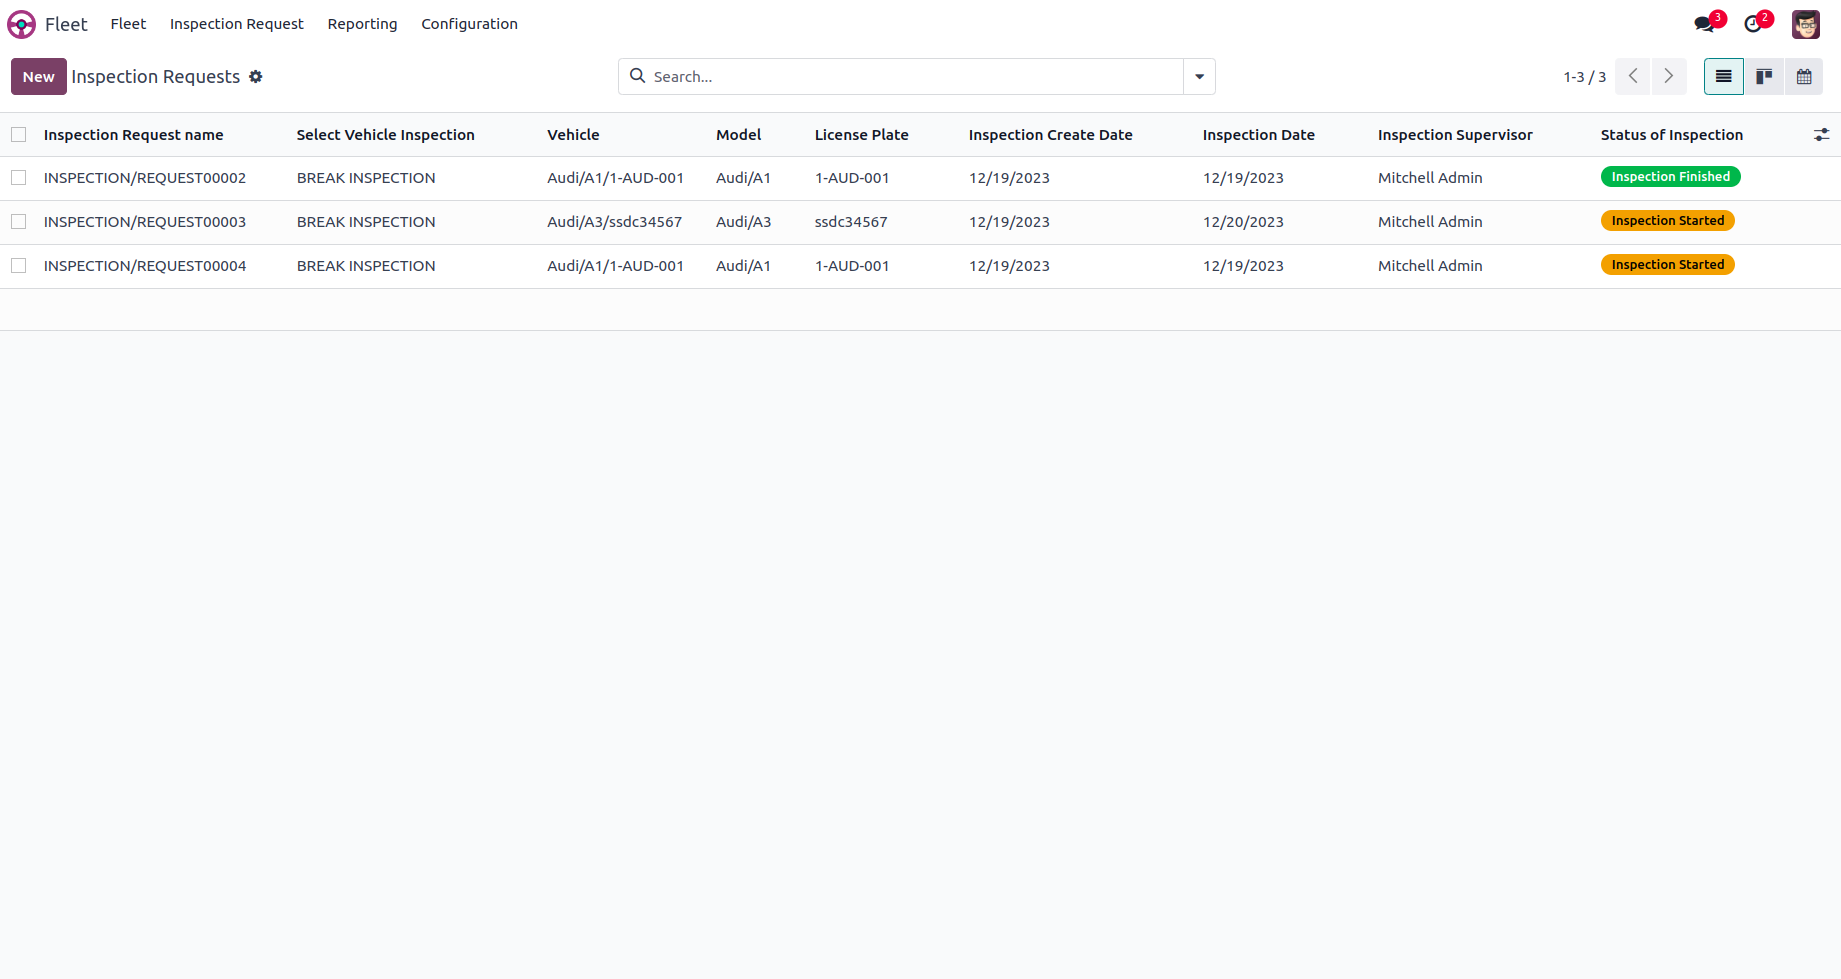 Fleet Fleet Inspection Request Reporting Configuration 3 2
New Inspection Requests Search... 1-3 / 3
Inspection Request name Select Vehicle Inspection Vehicle Model License Plate Inspection Create Date Inspection Date Inspection Supervisor Status of Inspection
INSPECTION/REQUEST00002 BREAK INSPECTION Audi/A1/1-AUD-001 Audi/A1 1-AUD-001 12/19/2023 12/19/2023 Mitchell Admin Inspection Finished
INSPECTION/REQUEST00003 BREAK INSPECTION Audi/A3/ssdc34567 Audi/A3 ssdc34567 12/19/2023 12/20/2023 Mitchell Admin Inspection Started
INSPECTION/REQUEST00004 BREAK INSPECTION Audi/A1/1-AUD-001 Audi/A1 1-AUD-001 12/19/2023 12/19/2023 Mitchell Admin Inspection Started